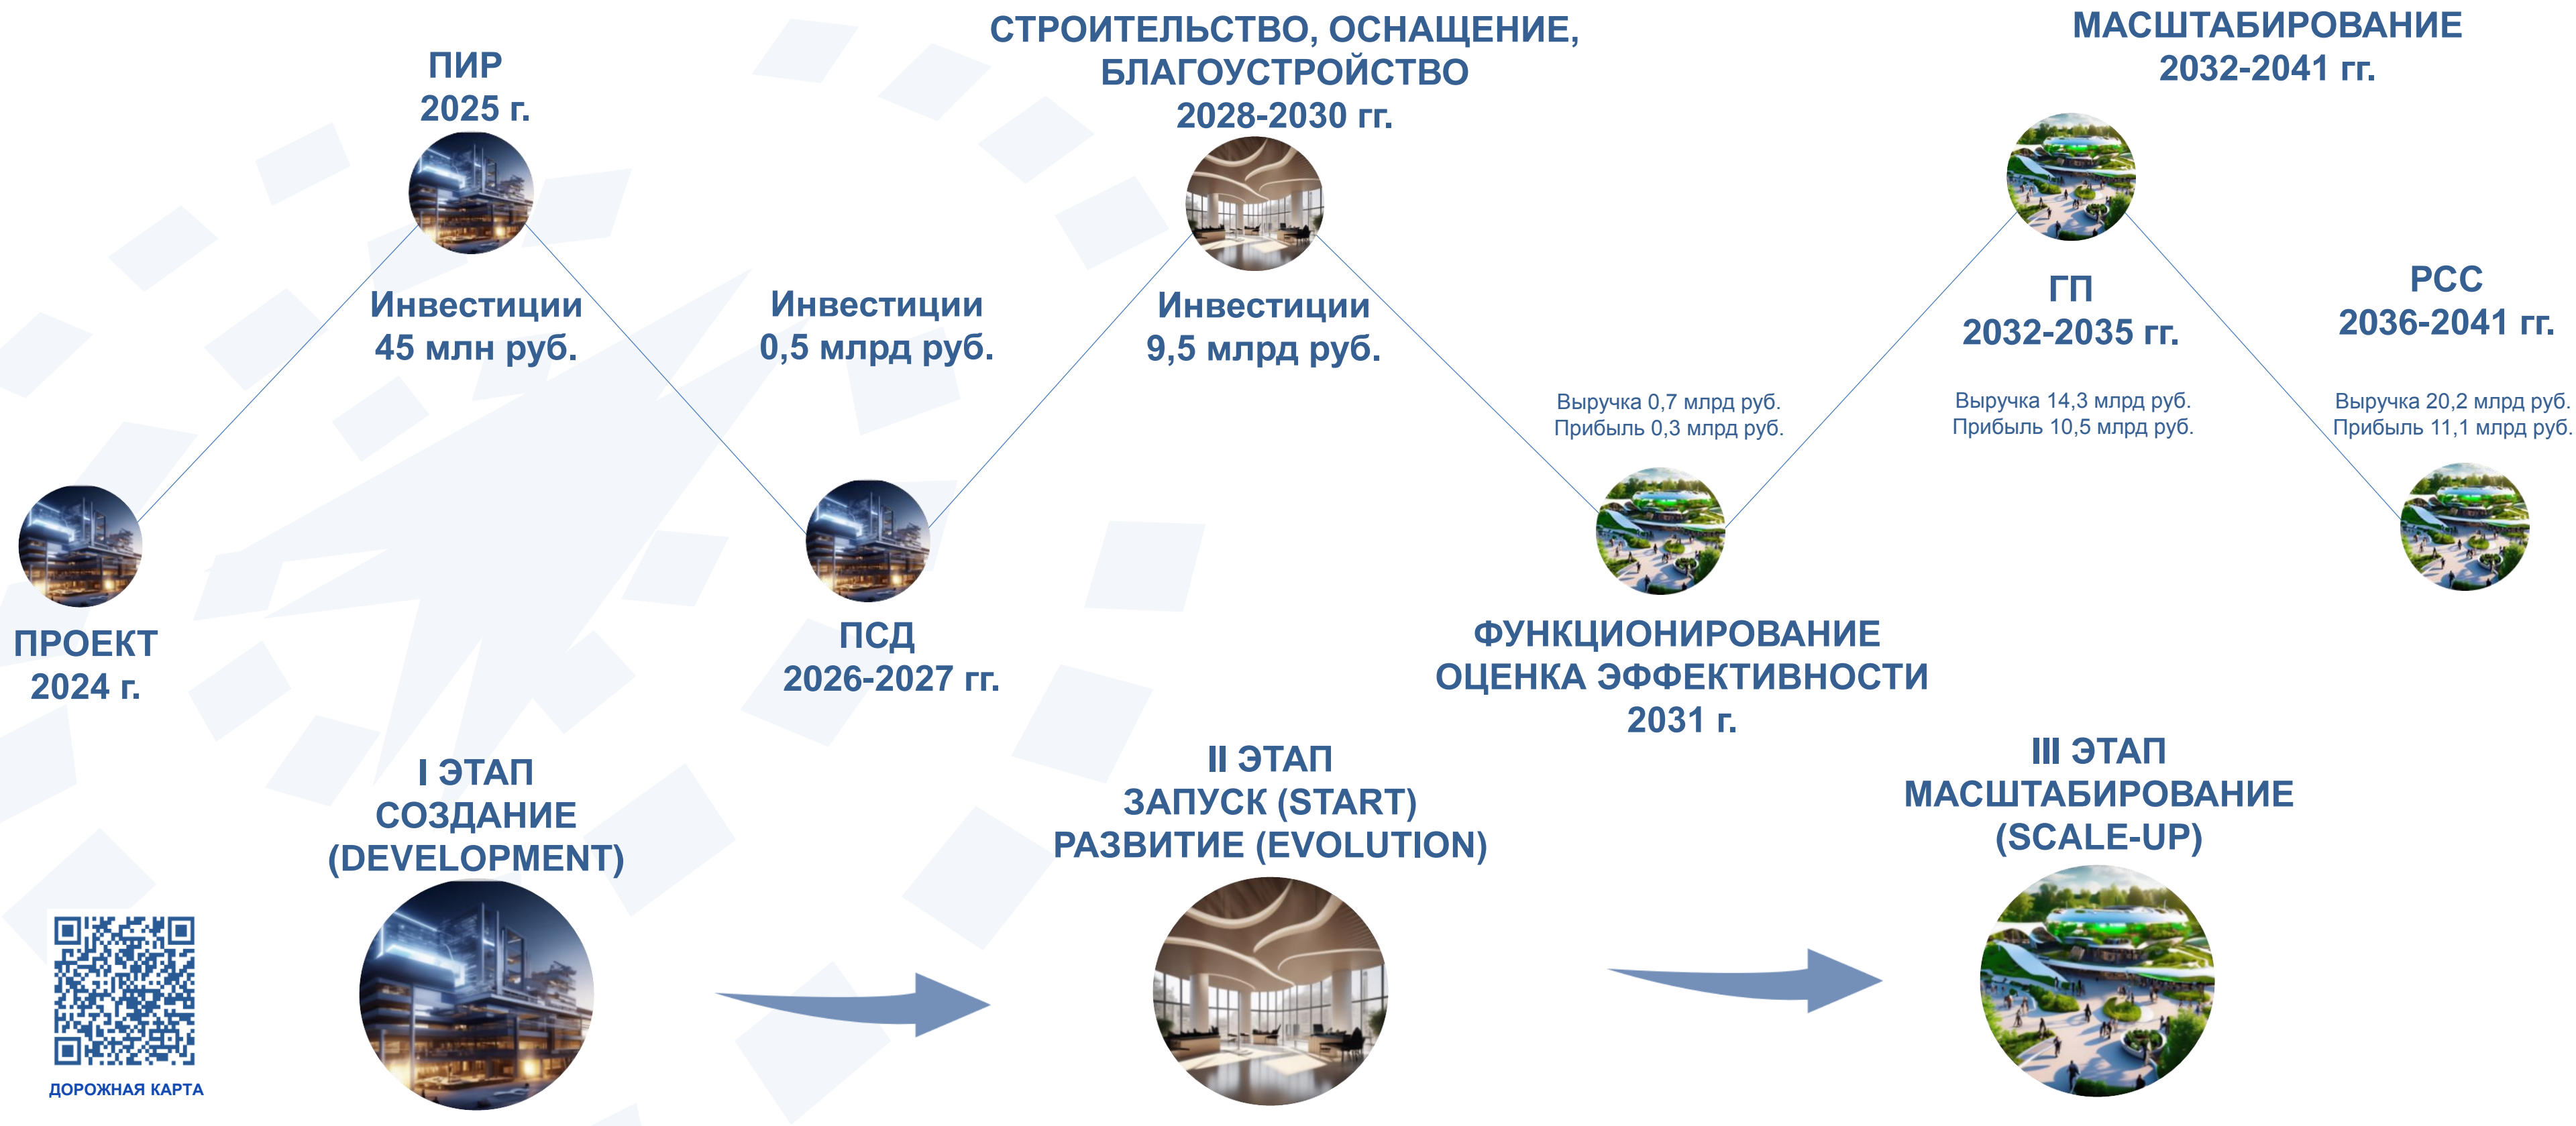 ПИР
2025 г.
СТРОИТЕЛЬСТВО, ОСНАЩЕНИЕ,
БЛАГОУСТРОЙСТВО
2028-2030 гг.
МАСШТАБИРОВАНИЕ
2032-2041 гг.
Инвестиции
45 млн руб.
Инвестиции
0,5 млрд руб.
Инвестиции
9,5 млрд руб.
ГП
2032-2035 гг.
РСС
2036-2041 гг.
Выручка 0,7 млрд руб.
Прибыль 0,3 млрд руб.
Выручка 14,3 млрд руб.
Прибыль 10,5 млрд руб.
Выручка 20,2 млрд руб.
Прибыль 11,1 млрд руб.
ПРОЕКТ
2024 г.
ПСД
2026-2027 гг.
ФУНКЦИОНИРОВАНИЕ
ОЦЕНКА ЭФФЕКТИВНОСТИ
2031 г.
I ЭТАП
СОЗДАНИЕ
(DEVELOPMENT)
II ЭТАП
ЗАПУСК (START)
РАЗВИТИЕ (EVOLUTION)
III ЭТАП
МАСШТАБИРОВАНИЕ
(SCALE-UP)
ДОРОЖНАЯ КАРТА